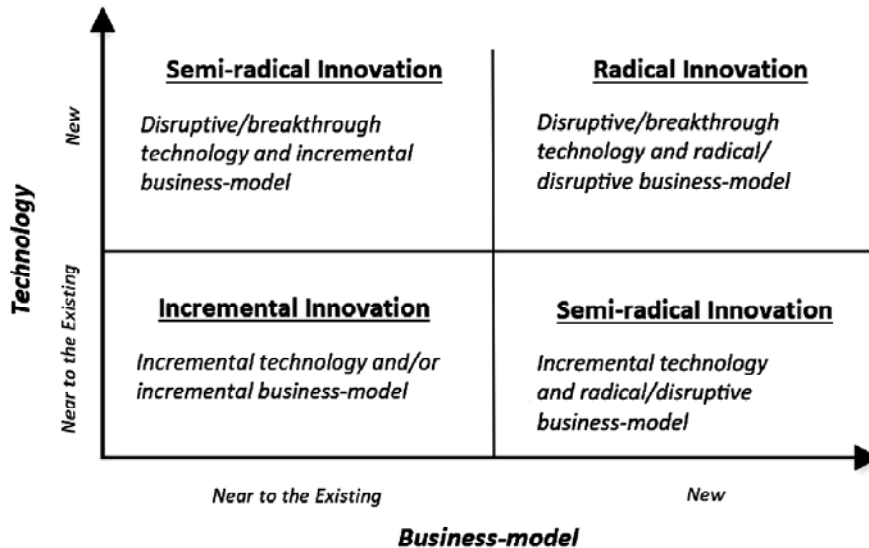 Semi-radical Innovation
Disruptive/breakthrough
technology and incremental
business-model
Radical Innovation
Disruptive/breakthrough
technology and radical/
disruptive business-model
New
Technology
Near to the Existing
Incremental Innovation
Incremental technology and/or
incremental business-model
Semi-radical Innovation
Incremental technology
and radical/disruptive
business-model
Near to the Existing
New
Business-model